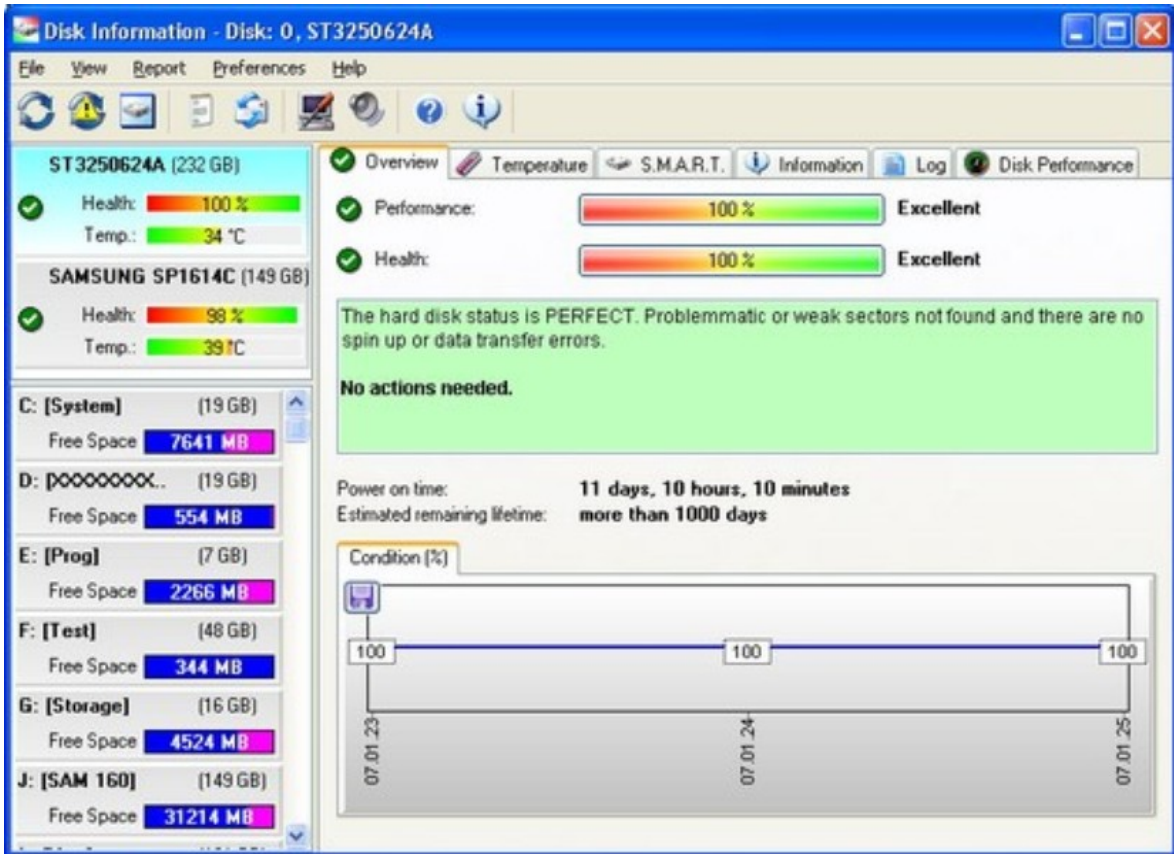 Disk Information - Disk: 0, ST3250624A
File View Report Preferences Help
ST3250624A (232 GB)
Health: 100 %
Temp.: 34 °C
SAMSUNG SP1614C (149 GB)
Health: 98 %
Temp.: 39 °C
C: [System] (19 GB)
Free Space 7641 MB
D: [XXXXXXXX.. (19 GB)
Free Space 554 MB
E: [Prog] (7 GB)
Free Space 2266 MB
F: [Test] (48 GB)
Free Space 344 MB
G: [Storage] (16 GB)
Free Space 4524 MB
J: [SAM 160] (149 GB)
Free Space 31214 MB
Overview Temperature S.M.A.R.T. Information Log Disk Performance
Performance: 100 % Excellent
Health: 100 % Excellent
The hard disk status is PERFECT. Problemmatic or weak sectors not found and there are no
spin up or data transfer errors.
No actions needed.
Power on time: 11 days, 10 hours, 10 minutes
Estimated remaining lifetime: more than 1000 days
Condition (%)
100 100 100
07.01.23 07.01.24 07.01.25